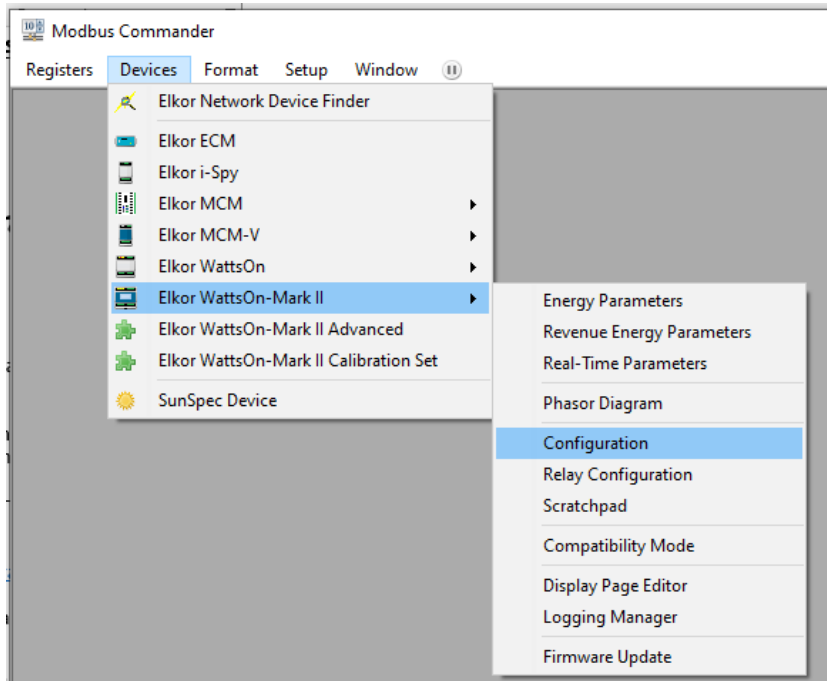 Modbus Commander
Registers Devices Format Setup Window
Elkor Network Device Finder
Elkor ECM
Elkor i-Spy
Elkor MCM
Elkor MCM-V
Elkor WattsOn
Elkor WattsOn-Mark II
Elkor WattsOn-Mark II Advanced
Elkor WattsOn-Mark II Calibration Set
SunSpec Device
Energy Parameters
Revenue Energy Parameters
Real-Time Parameters
Phasor Diagram
Configuration
Relay Configuration
Scratchpad
Compatibility Mode
Display Page Editor
Logging Manager
Firmware Update